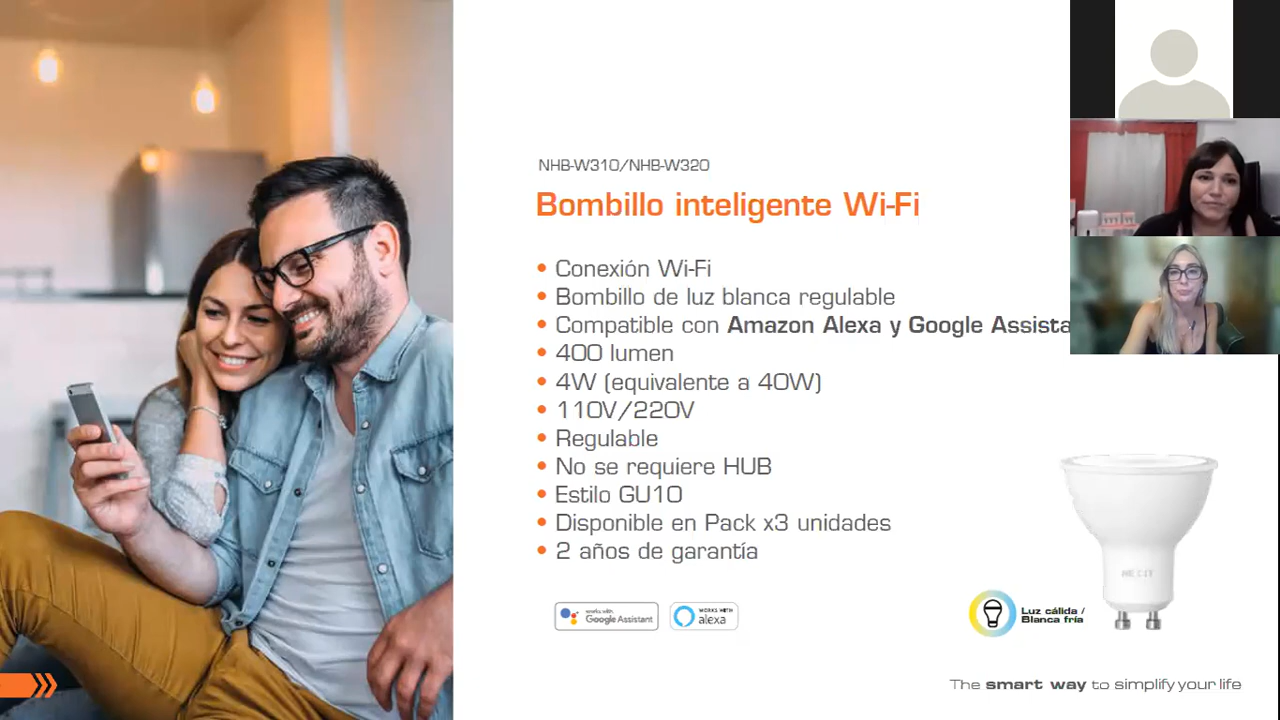 NHB-W310/NHB-W320
Bombillo inteligente Wi-Fi
• Conexión Wi-Fi
• Bombillo de luz blanca regulable
• Compatible con Amazon Alexa y Google Assista
• 400 lumen
• 4W (equivalente a 40W)
• 110V/220V
• Regulable
• No se requiere HUB
• Estilo GU10
• Disponible en Pack x3 unidades
• 2 años de garantía
works with
Google Assistant
WORKS WITH
alexa
Luz cálida /
Blanca fría
The smart way to simplify your life